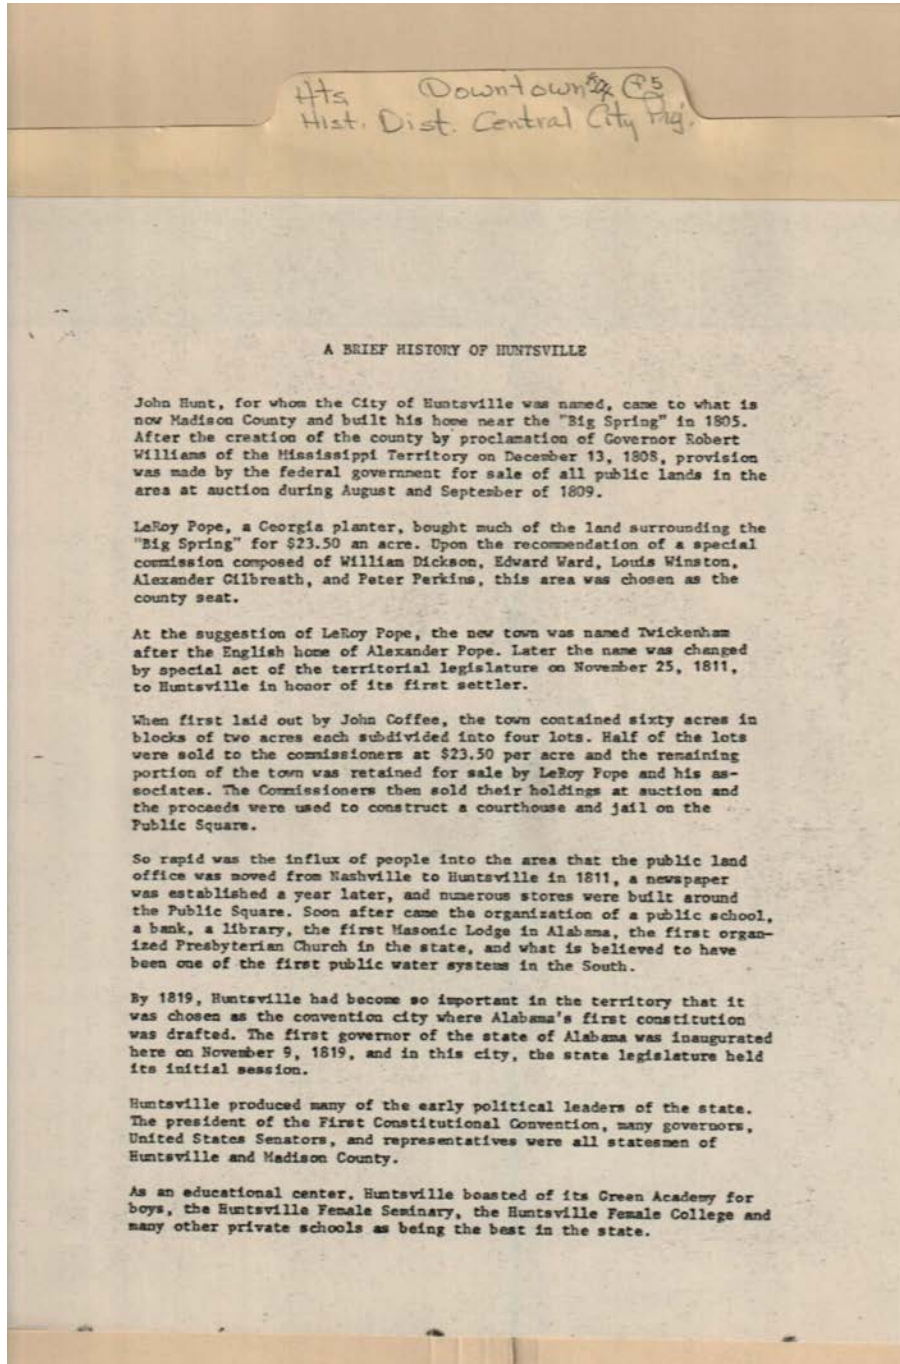 Hts Downtown & CP5
Hist. Dist. Central City Plg.
A BRIEF HISTORY OF HUNTSVILLE
John Hunt, for whom the City of Huntsville was named, came to what is
now Madison County and built his home near the "Big Spring" in 1805.
After the creation of the county by proclamation of Governor Robert
Williams of the Mississippi Territory on December 13, 1808, provision
was made by the federal government for sale of all public lands in the
area at auction during August and September of 1809.
LeRoy Pope, a Georgia planter, bought much of the land surrounding the
"Big Spring" for $23.50 an acre. Upon the recommendation of a special
commission composed of William Dickson, Edward Ward, Louis Winston,
Alexander Gilbreath, and Peter Perkins, this area was chosen as the
county seat.
At the suggestion of LeRoy Pope, the new town was named Twickenham
after the English home of Alexander Pope. Later the name was changed
by special act of the territorial legislature on November 25, 1811,
to Huntsville in honor of its first settler.
When first laid out by John Coffee, the town contained sixty acres in
blocks of two acres each subdivided into four lots. Half of the lots
were sold to the commissioners at $23.50 per acre and the remaining
portion of the town was retained for sale by LeRoy Pope and his as-
sociates. The Commissioners then sold their holdings at auction and
the proceeds were used to construct a courthouse and jail on the
Public Square.
So rapid was the influx of people into the area that the public land
office was moved from Nashville to Huntsville in 1811, a newspaper
was established a year later, and numerous stores were built around
the Public Square. Soon after came the organization of a public school,
a bank, a library, the first Masonic Lodge in Alabama, the first organ-
ized Presbyterian Church in the state, and what is believed to have
been one of the first public water systems in the South.
By 1819, Huntsville had become so important in the territory that it
was chosen as the convention city where Alabama's first constitution
was drafted. The first governor of the state of Alabama was inaugurated
here on November 9, 1819, and in this city, the state legislature held
its initial session.
Huntsville produced many of the early political leaders of the state.
The president of the First Constitutional Convention, many governors,
United States Senators, and representatives were all statesmen of
Huntsville and Madison County.
As an educational center, Huntsville boasted of its Green Academy for
boys, the Huntsville Female Seminary, the Huntsville Female College and
many other private schools as being the best in the state.